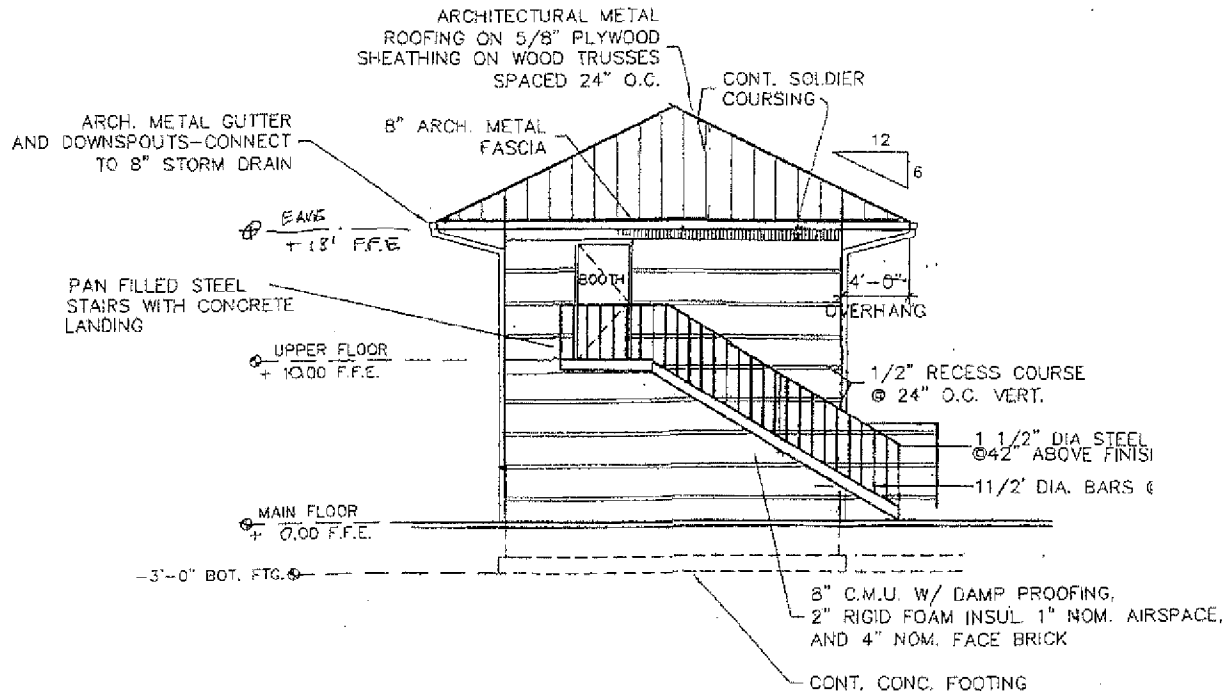 ARCHITECTURAL METAL
ROOFING ON 5/8" PLYWOOD
SHEATHING ON WOOD TRUSSES
SPACED 24" O.C.
CONT. SOLDIER
COURSING
ARCH. METAL GUTTER
AND DOWNSPOUTS-CONNECT
TO 8" STORM DRAIN
8" ARCH. METAL
FASCIA
12
6
EAVE
+ 18' F.F.E.
BOOTH
4'-0"
OVERHANG
PAN FILLED STEEL
STAIRS WITH CONCRETE
LANDING
UPPER FLOOR
+ 10.00 F.F.E.
1/2" RECESS COURSE
@ 24" O.C. VERT.
1 1/2" DIA STEEL
@42" ABOVE FINISI
11/2' DIA. BARS @
MAIN FLOOR
+ 0.00 F.F.E.
-3'-0" BOT. FTG.
8" C.M.U. W/ DAMP PROOFING,
2" RIGID FOAM INSUL. 1" NOM. AIRSPACE,
AND 4" NOM. FACE BRICK
CONT. CONC. FOOTING